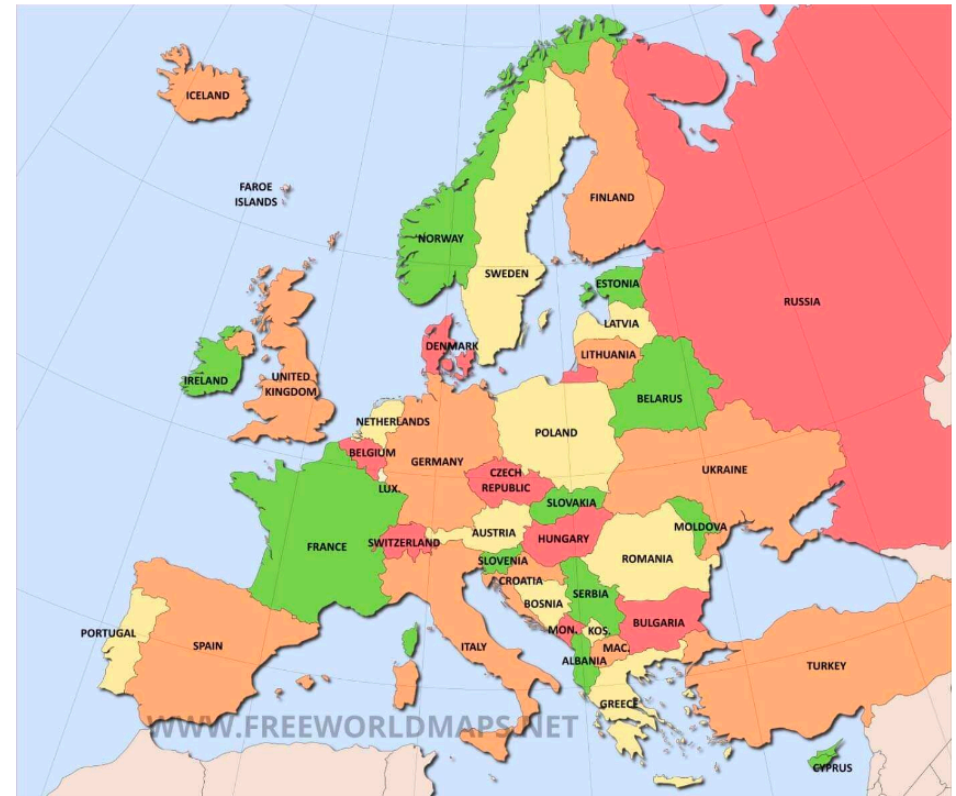 ICELAND
FAROE
ISLANDS
FINLAND
NORWAY
SWEDEN
ESTONIA
RUSSIA
LATVIA
DENMARK
LITHUANIA
IRELAND
UNITED
KINGDOM
BELARUS
NETHERLANDS
POLAND
BELGIUM
GERMANY
CZECH
REPUBLIC
UKRAINE
LUX.
SLOVAKIA
MOLDOVA
AUSTRIA
SWITZERLAND
HUNGARY
FRANCE
ROMANIA
SLOVENIA
CROATIA
SERBIA
BOSNIA
BULGARIA
MON.
KOS.
PORTUGAL
SPAIN
ITALY
MAC.
ALBANIA
TURKEY
GREECE
WWW.FREEWORLDMAPS.NET
CYPRUS